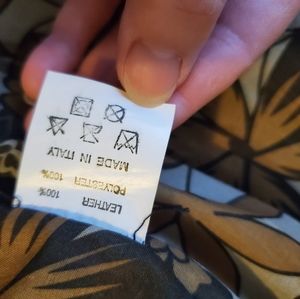 LEATHER 100%
POLYESTER 100%
MADE IN ITALY